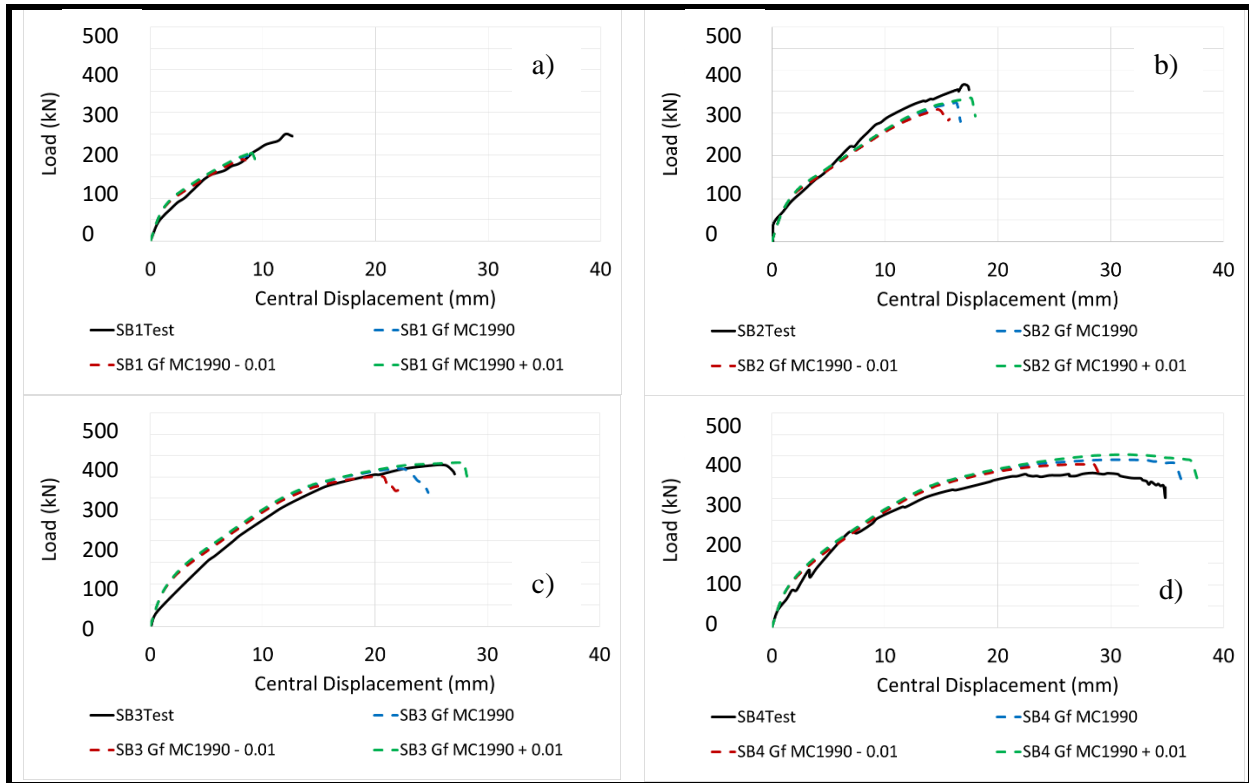 500
400
300
200
100
0
Load (kN)
a)
0 10 20 30 40
Central Displacement (mm)
SB1Test
SB1 Gf MC1990
SB1 Gf MC1990 - 0.01
SB1 Gf MC1990 + 0.01
500
400
300
200
100
0
Load (kN)
b)
0 10 20 30 40
Central Displacement (mm)
SB2Test
SB2 Gf MC1990
SB2 Gf MC1990 - 0.01
SB2 Gf MC1990 + 0.01
500
400
300
200
100
0
Load (kN)
c)
0 10 20 30 40
Central Displacement (mm)
SB3Test
SB3 Gf MC1990
SB3 Gf MC1990 - 0.01
SB3 Gf MC1990 + 0.01
500
400
300
200
100
0
Load (kN)
d)
0 10 20 30 40
Central Displacement (mm)
SB4Test
SB4 Gf MC1990
SB4 Gf MC1990 - 0.01
SB4 Gf MC1990 + 0.01